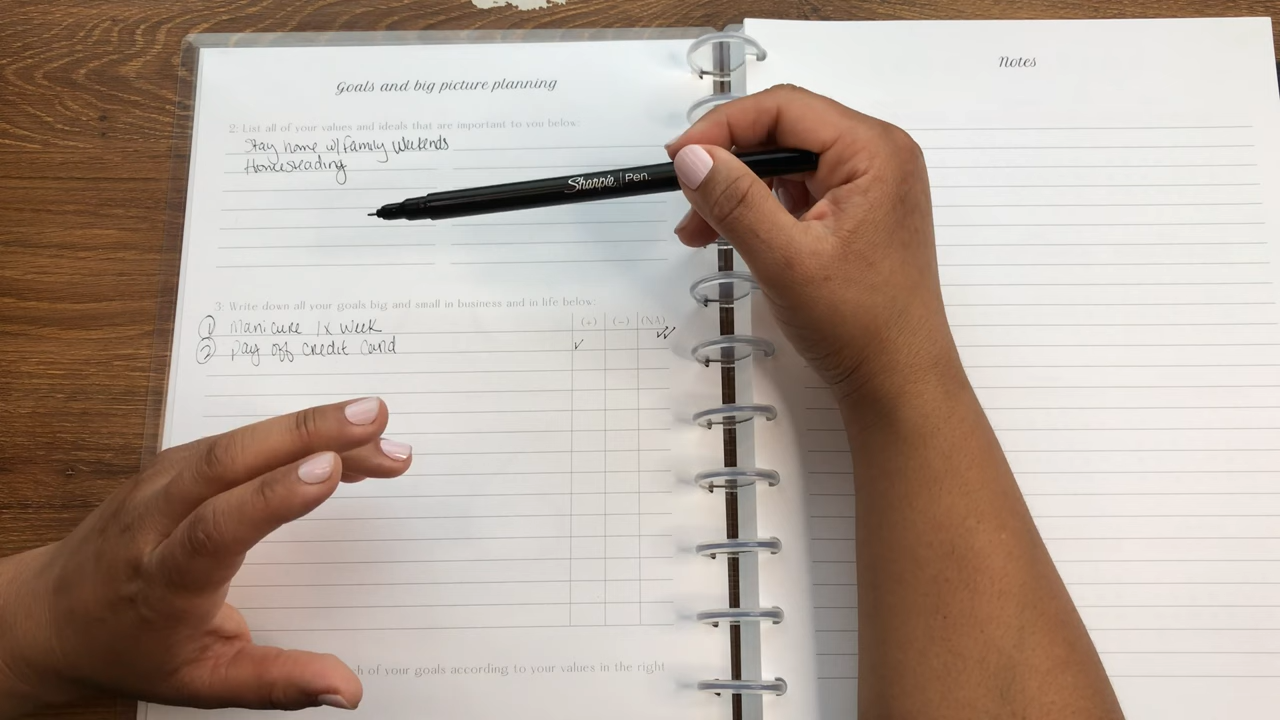 Goals and big picture planning
2: List all of your values and ideals that are important to you below:
Stay home w/ Family Weekends
Homesteading
3: Write down all your goals big and small in business and in life below:
(+) (-) (NA)
① Manicure 1x week
② pay off credit card
ch of your goals according to your values in the right
Sharpie | Pen.
Notes